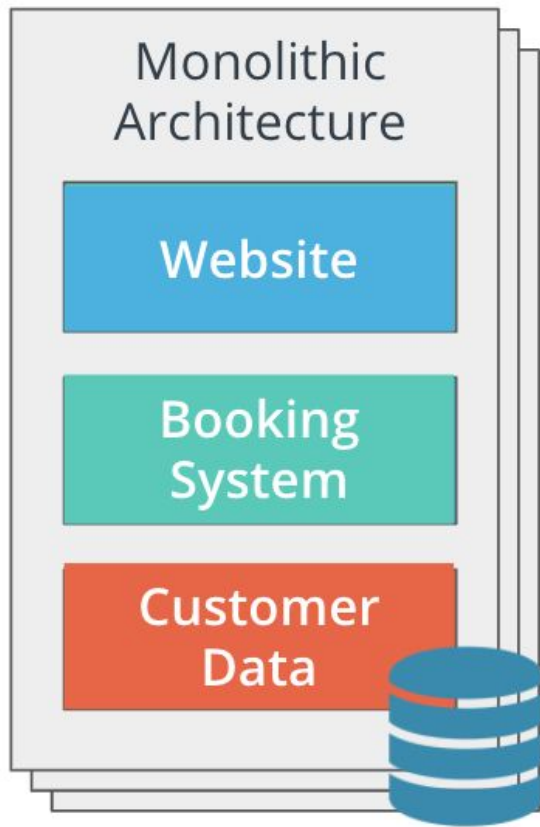 Monolithic
Architecture
Website
Booking
System
Customer
Data